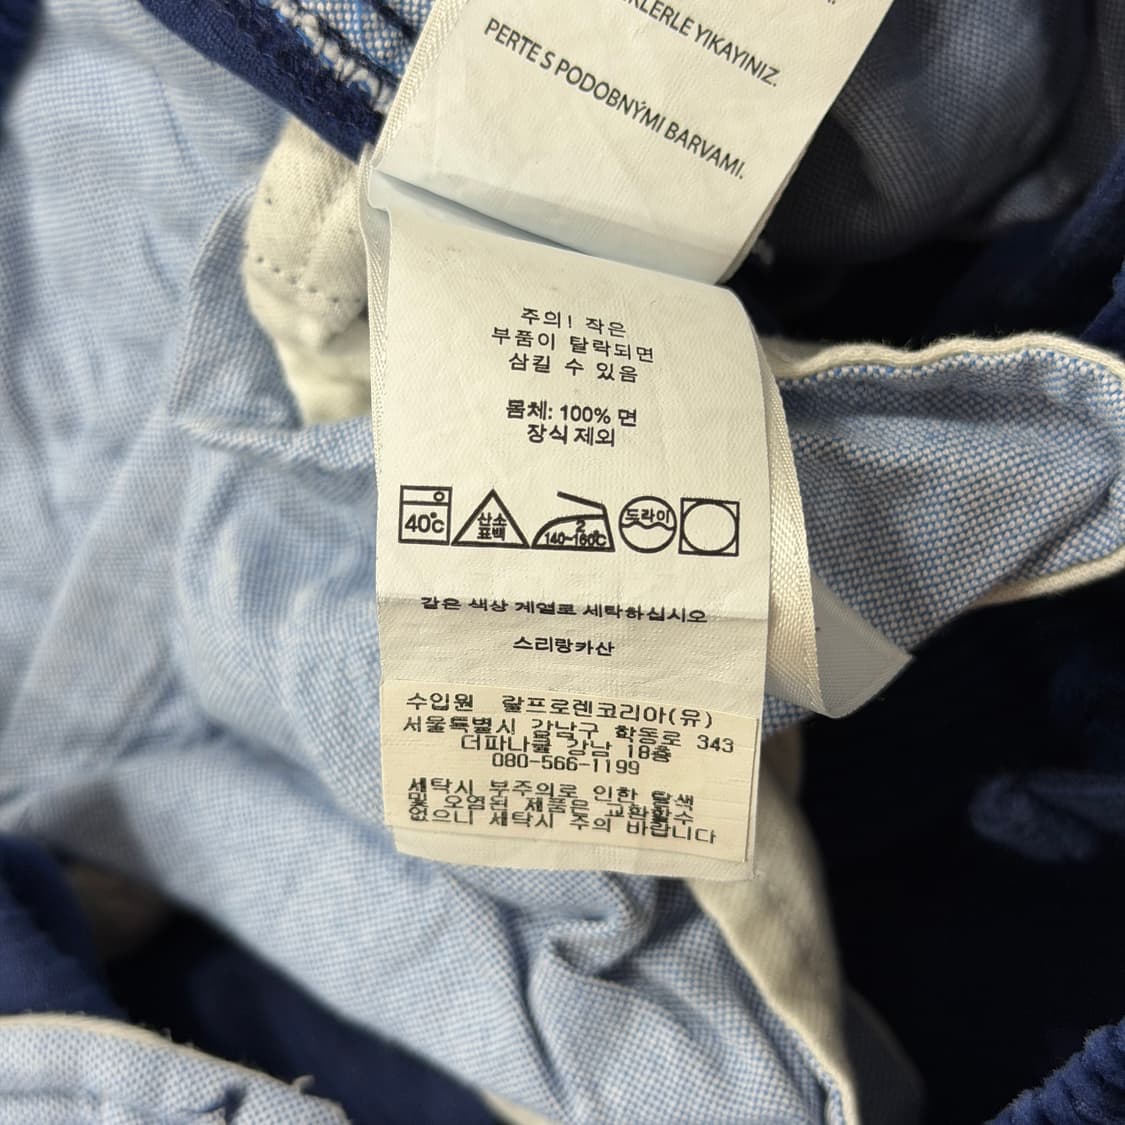 YIKAYINIZ.
PERTE S PODOBNÝMI BARVAMI.
주의! 작은
부품이 탈락되면
삼킬 수 있음
몸체: 100% 면
장식 제외
40℃
산소
표백
2
140~160℃
드라이
같은 색상 계열로 세탁하십시오
스리랑카산
수입원 랄프로렌코리아(유)
서울특별시 강남구 학동로 343
더피나클 강남 18층
080-566-1199
세탁시 부주의로 인한 탈색
및 오염된 제품은 교환할수
없으니 세탁시 주의 바랍니다